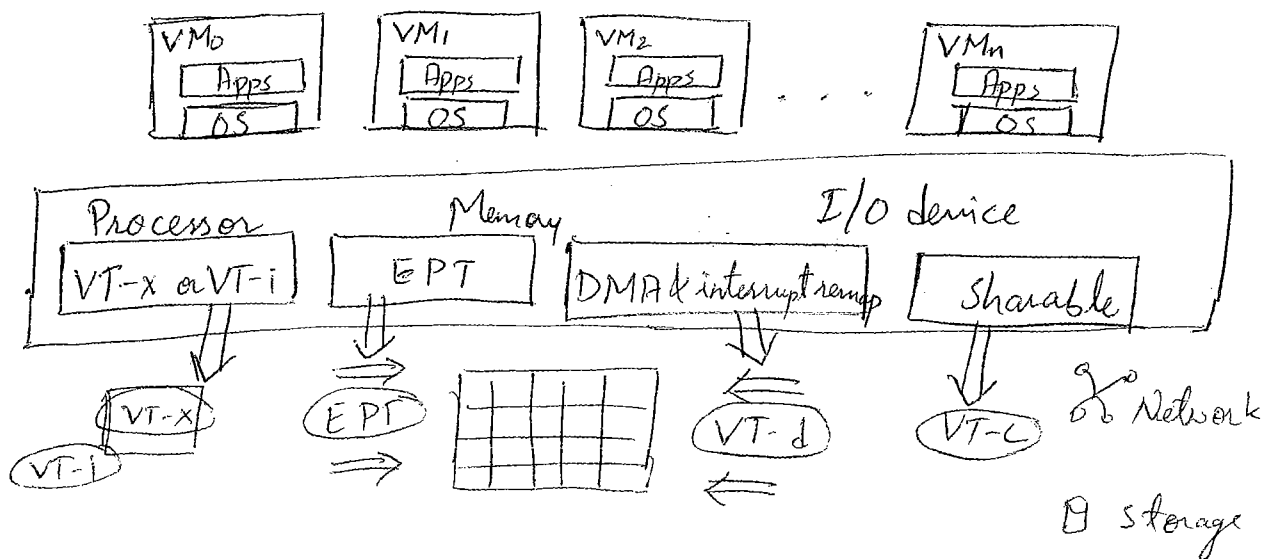 VM0 VM1 VM2 VMn
Apps Apps Apps Apps
OS OS OS . . . OS
Processor Memory I/O device
VT-x or VT-i EPT DMA & interrupt remap Sharable
VT-x EPT VT-d VT-c Network
VT-i
storage